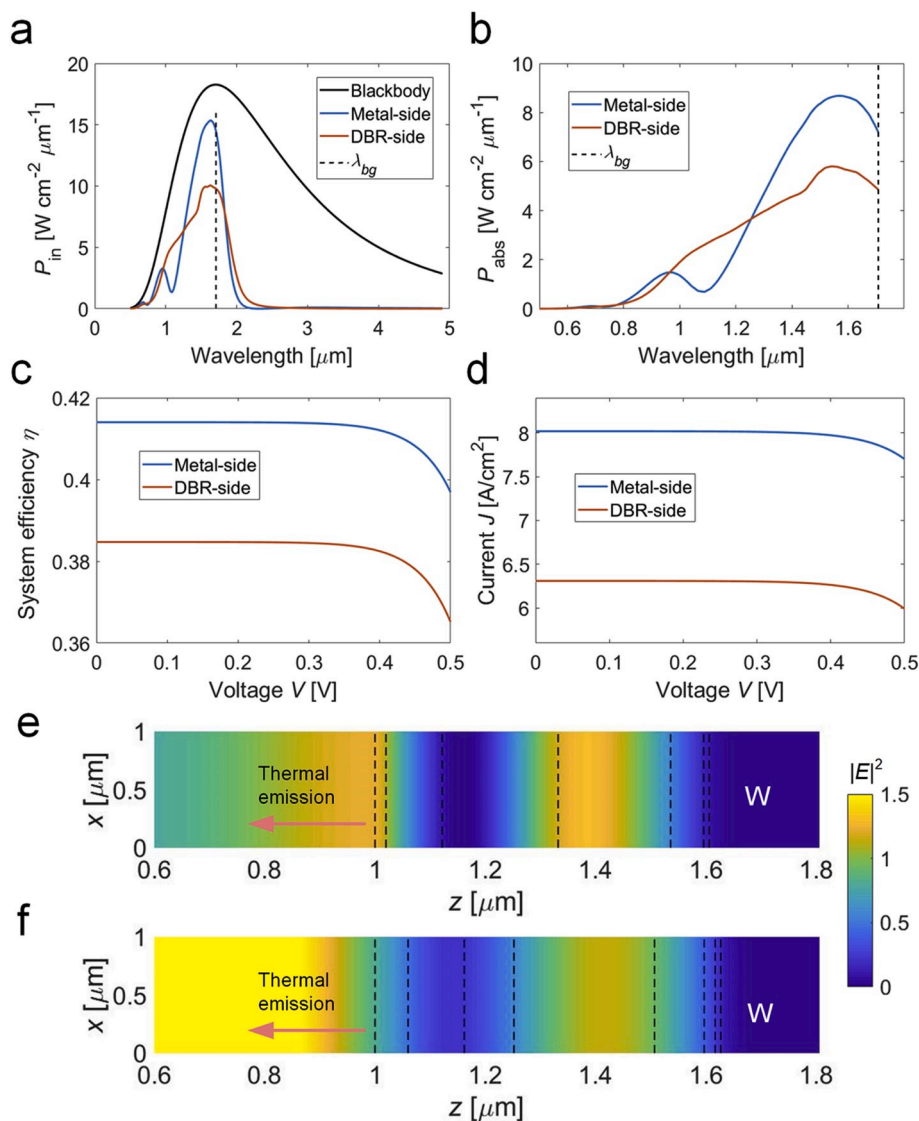 a
20
15
10
5
0
P_in [W cm⁻² μm⁻¹]
Blackbody
Metal-side
DBR-side
λ_bg
0 1 2 3 4 5
Wavelength [μm]
b
10
8
6
4
2
0
P_abs [W cm⁻² μm⁻¹]
Metal-side
DBR-side
λ_bg
0.6 0.8 1 1.2 1.4 1.6
Wavelength [μm]
c
0.42
0.4
0.38
0.36
System efficiency η
Metal-side
DBR-side
0 0.1 0.2 0.3 0.4 0.5
Voltage V [V]
d
8
7.5
7
6.5
6
Current J [A/cm²]
Metal-side
DBR-side
0 0.1 0.2 0.3 0.4 0.5
Voltage V [V]
e
1
0.5
0
x [μm]
Thermal
emission
W
0.6 0.8 1 1.2 1.4 1.6 1.8
z [μm]
|E|²
1.5
1
0.5
0
f
1
0.5
0
x [μm]
Thermal
emission
W
0.6 0.8 1 1.2 1.4 1.6 1.8
z [μm]